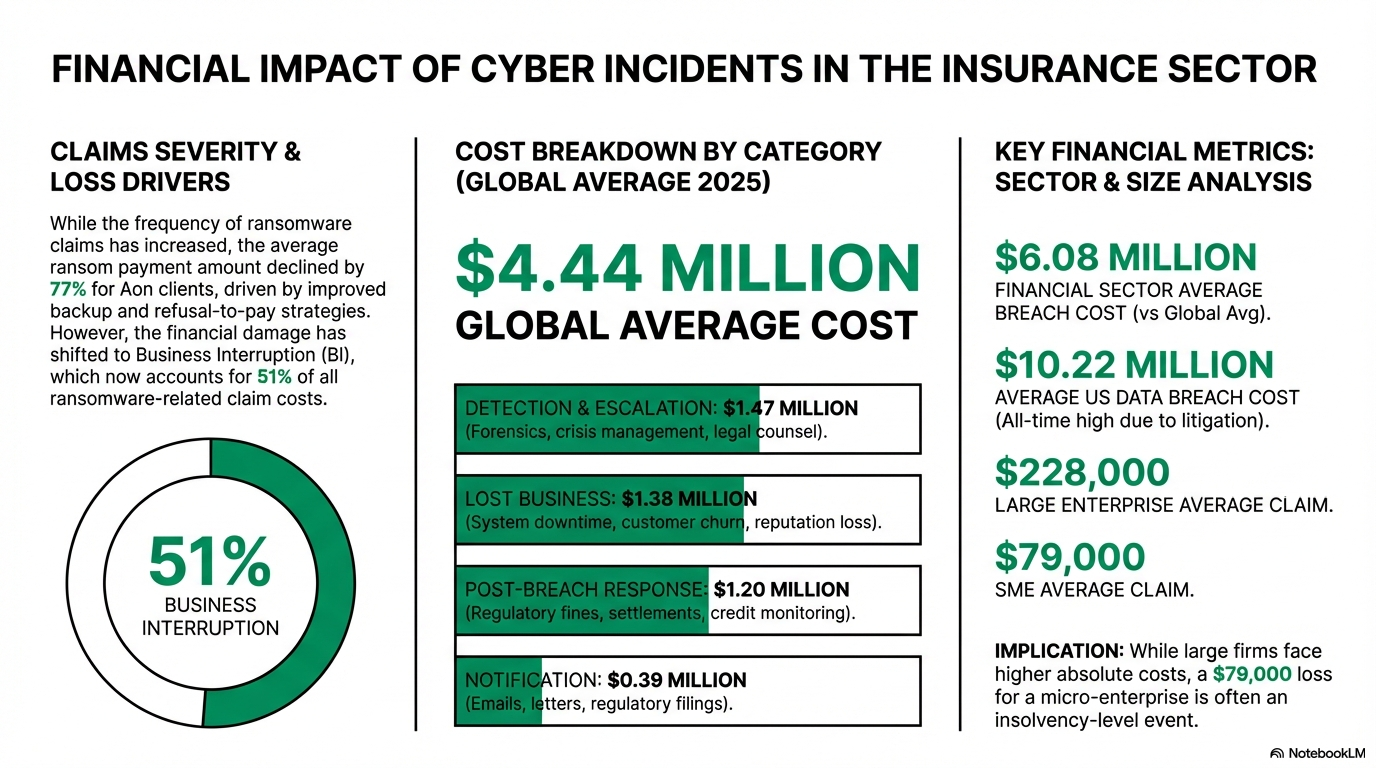 FINANCIAL IMPACT OF CYBER INCIDENTS IN THE INSURANCE SECTOR
CLAIMS SEVERITY &
LOSS DRIVERS
While the frequency of ransomware
claims has increased, the average
ransom payment amount declined by
77% for Aon clients, driven by improved
backup and refusal-to-pay strategies.
However, the financial damage has
shifted to Business Interruption (BI),
which now accounts for 51% of all
ransomware-related claim costs.
51%
BUSINESS
INTERRUPTION
COST BREAKDOWN BY CATEGORY
(GLOBAL AVERAGE 2025)
$4.44 MILLION
GLOBAL AVERAGE COST
DETECTION & ESCALATION: $1.47 MILLION
(Forensics, crisis management, legal counsel).
LOST BUSINESS: $1.38 MILLION
(System downtime, customer churn, reputation loss).
POST-BREACH RESPONSE: $1.20 MILLION
(Regulatory fines, settlements, credit monitoring).
NOTIFICATION: $0.39 MILLION
(Emails, letters, regulatory filings).
KEY FINANCIAL METRICS:
SECTOR & SIZE ANALYSIS
$6.08 MILLION
FINANCIAL SECTOR AVERAGE
BREACH COST (vs Global Avg).
$10.22 MILLION
AVERAGE US DATA BREACH COST
(All-time high due to litigation).
$228,000
LARGE ENTERPRISE AVERAGE CLAIM.
$79,000
SME AVERAGE CLAIM.
IMPLICATION: While large firms face
higher absolute costs, a $79,000 loss
for a micro-enterprise is often an
insolvency-level event.
NotebookLM